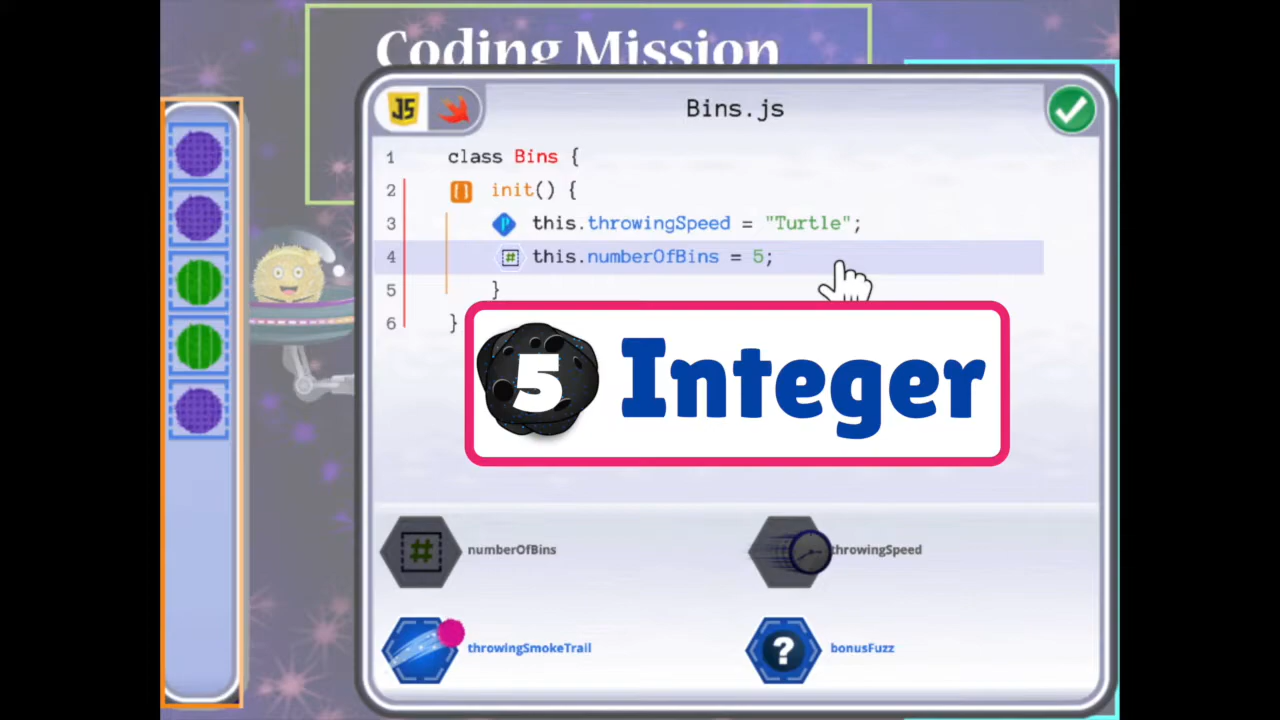 Coding Mission
JS
Bins.js
1 class Bins {
2 init() {
3 P this.throwingSpeed = "Turtle";
4 # this.numberOfBins = 5;
5 }
6 }
5 Integer
# numberOfBins
throwingSpeed
throwingSmokeTrail
? bonusFuzz